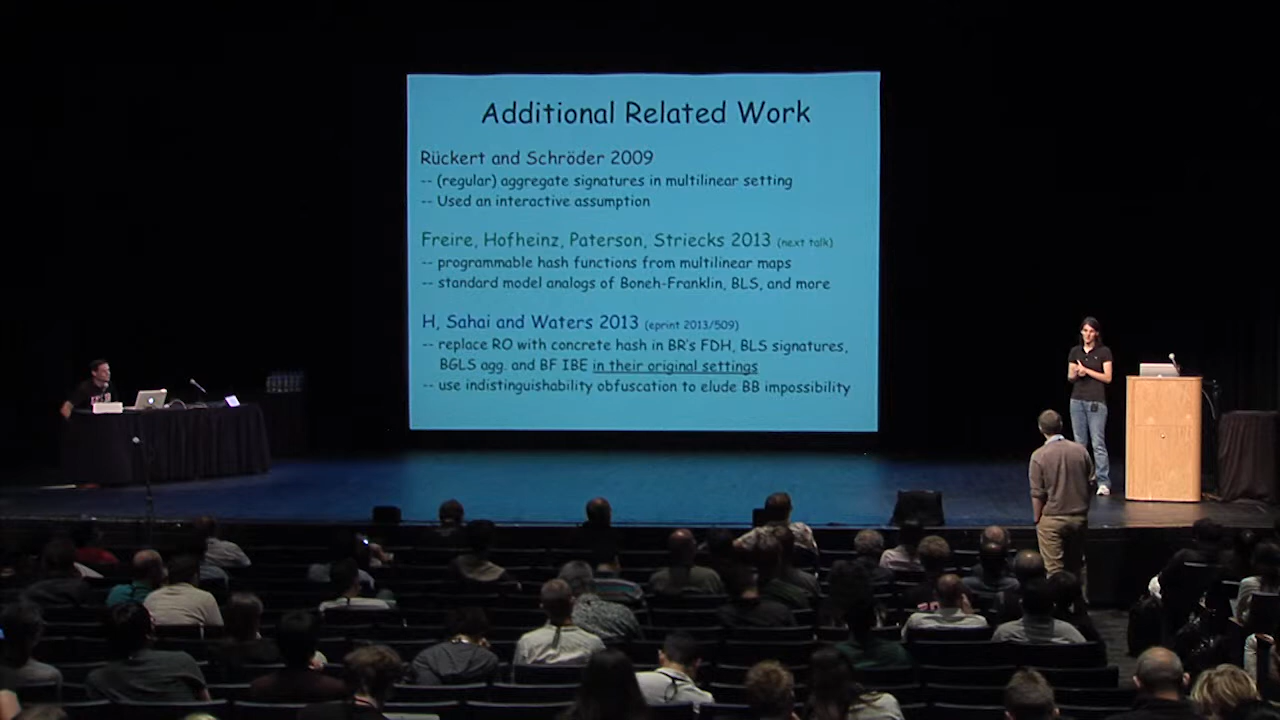 Additional Related Work
Rückert and Schröder 2009
-- (regular) aggregate signatures in multilinear setting
-- Used an interactive assumption
Freire, Hofheinz, Paterson, Striecks 2013 (next talk)
-- programmable hash functions from multilinear maps
-- standard model analogs of Boneh-Franklin, BLS, and more
H, Sahai and Waters 2013 (eprint 2013/509)
-- replace RO with concrete hash in BR's FDH, BLS signatures,
BGLS agg. and BF IBE in their original settings
-- use indistinguishability obfuscation to elude BB impossibility